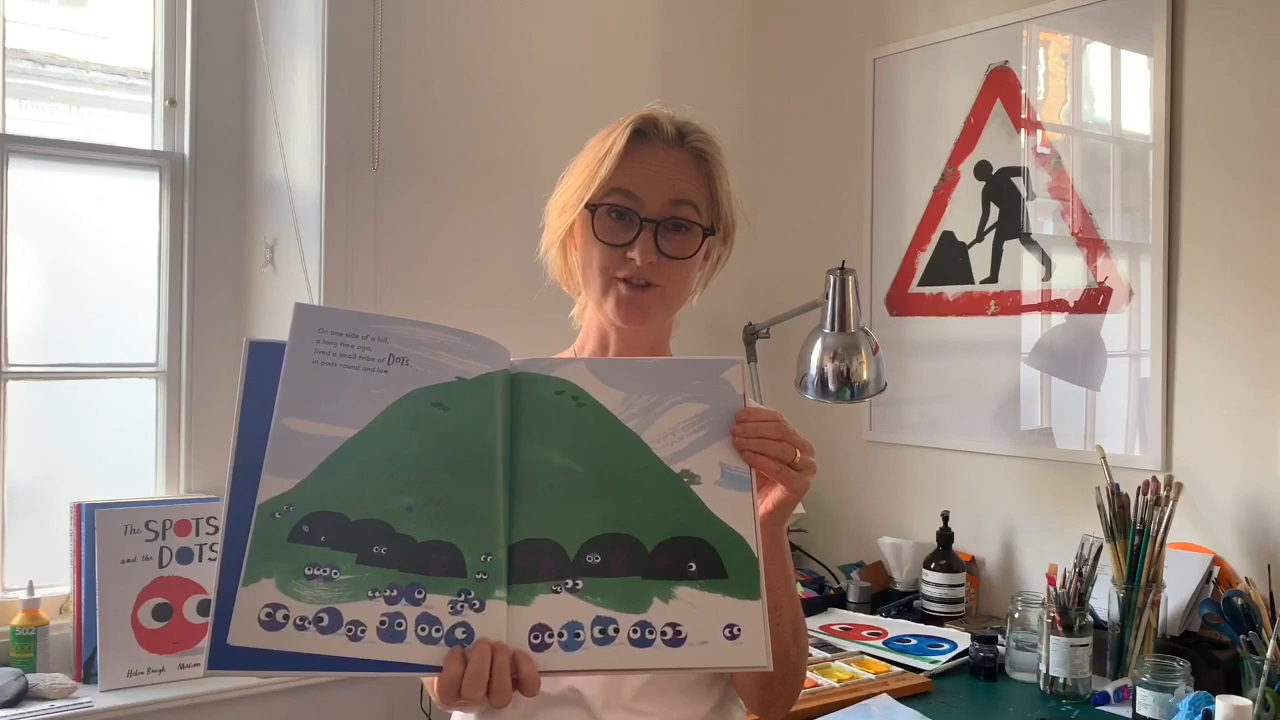 On one side of a hill,
a long time ago,
lived a small tribe of DOTS,
in pods round and low.
The SPOTS
and the DOTS
Helen Baugh